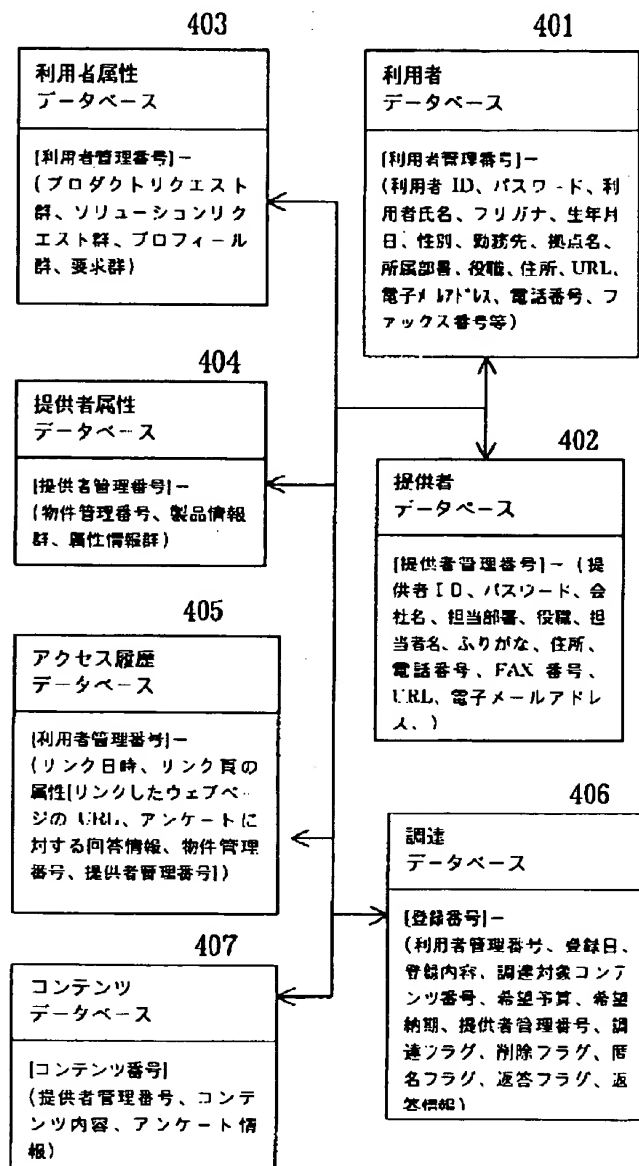 403
利用者属性
データベース
[利用者管理番号]－
(プロダクトリクエスト
群、ソリューションリク
エスト群、プロフィール
群、要求群)
401
利用者
データベース
[利用者管理番号]－
(利用者 ID、パスワード、利
用者氏名、フリガナ、生年月
日、性別、勤務先、拠点名、
所属部署、役職、住所、URL、
電子メールアドレス、電話番号、ファ
ックス番号等)
404
提供者属性
データベース
[提供者管理番号]－
(物件管理番号、製品情報
群、属性情報群)
402
提供者
データベース
[提供者管理番号]－(提
供者ID、パスワード、会
社名、担当部署、役職、担
当者名、ふりがな、住所、
電話番号、FAX 番号、
URL、電子メールアドレ
ス、)
405
アクセス履歴
データベース
[利用者管理番号]－
(リンク日時、リンク頁の
属性[リンクしたウェブペー
ジの URL、アンケートに
対する回答情報、物件管理
番号、提供者管理番号])
406
調達
データベース
[登録番号]－
(利用者管理番号、登録日、
登録内容、調達対象コンテ
ンツ番号、希望予算、希望
納期、提供者管理番号、調
達フラグ、削除フラグ、匿
名フラグ、返答フラグ、返
答情報)
407
コンテンツ
データベース
[コンテンツ番号]
(提供者管理番号、コンテ
ンツ内容、アンケート情
報)